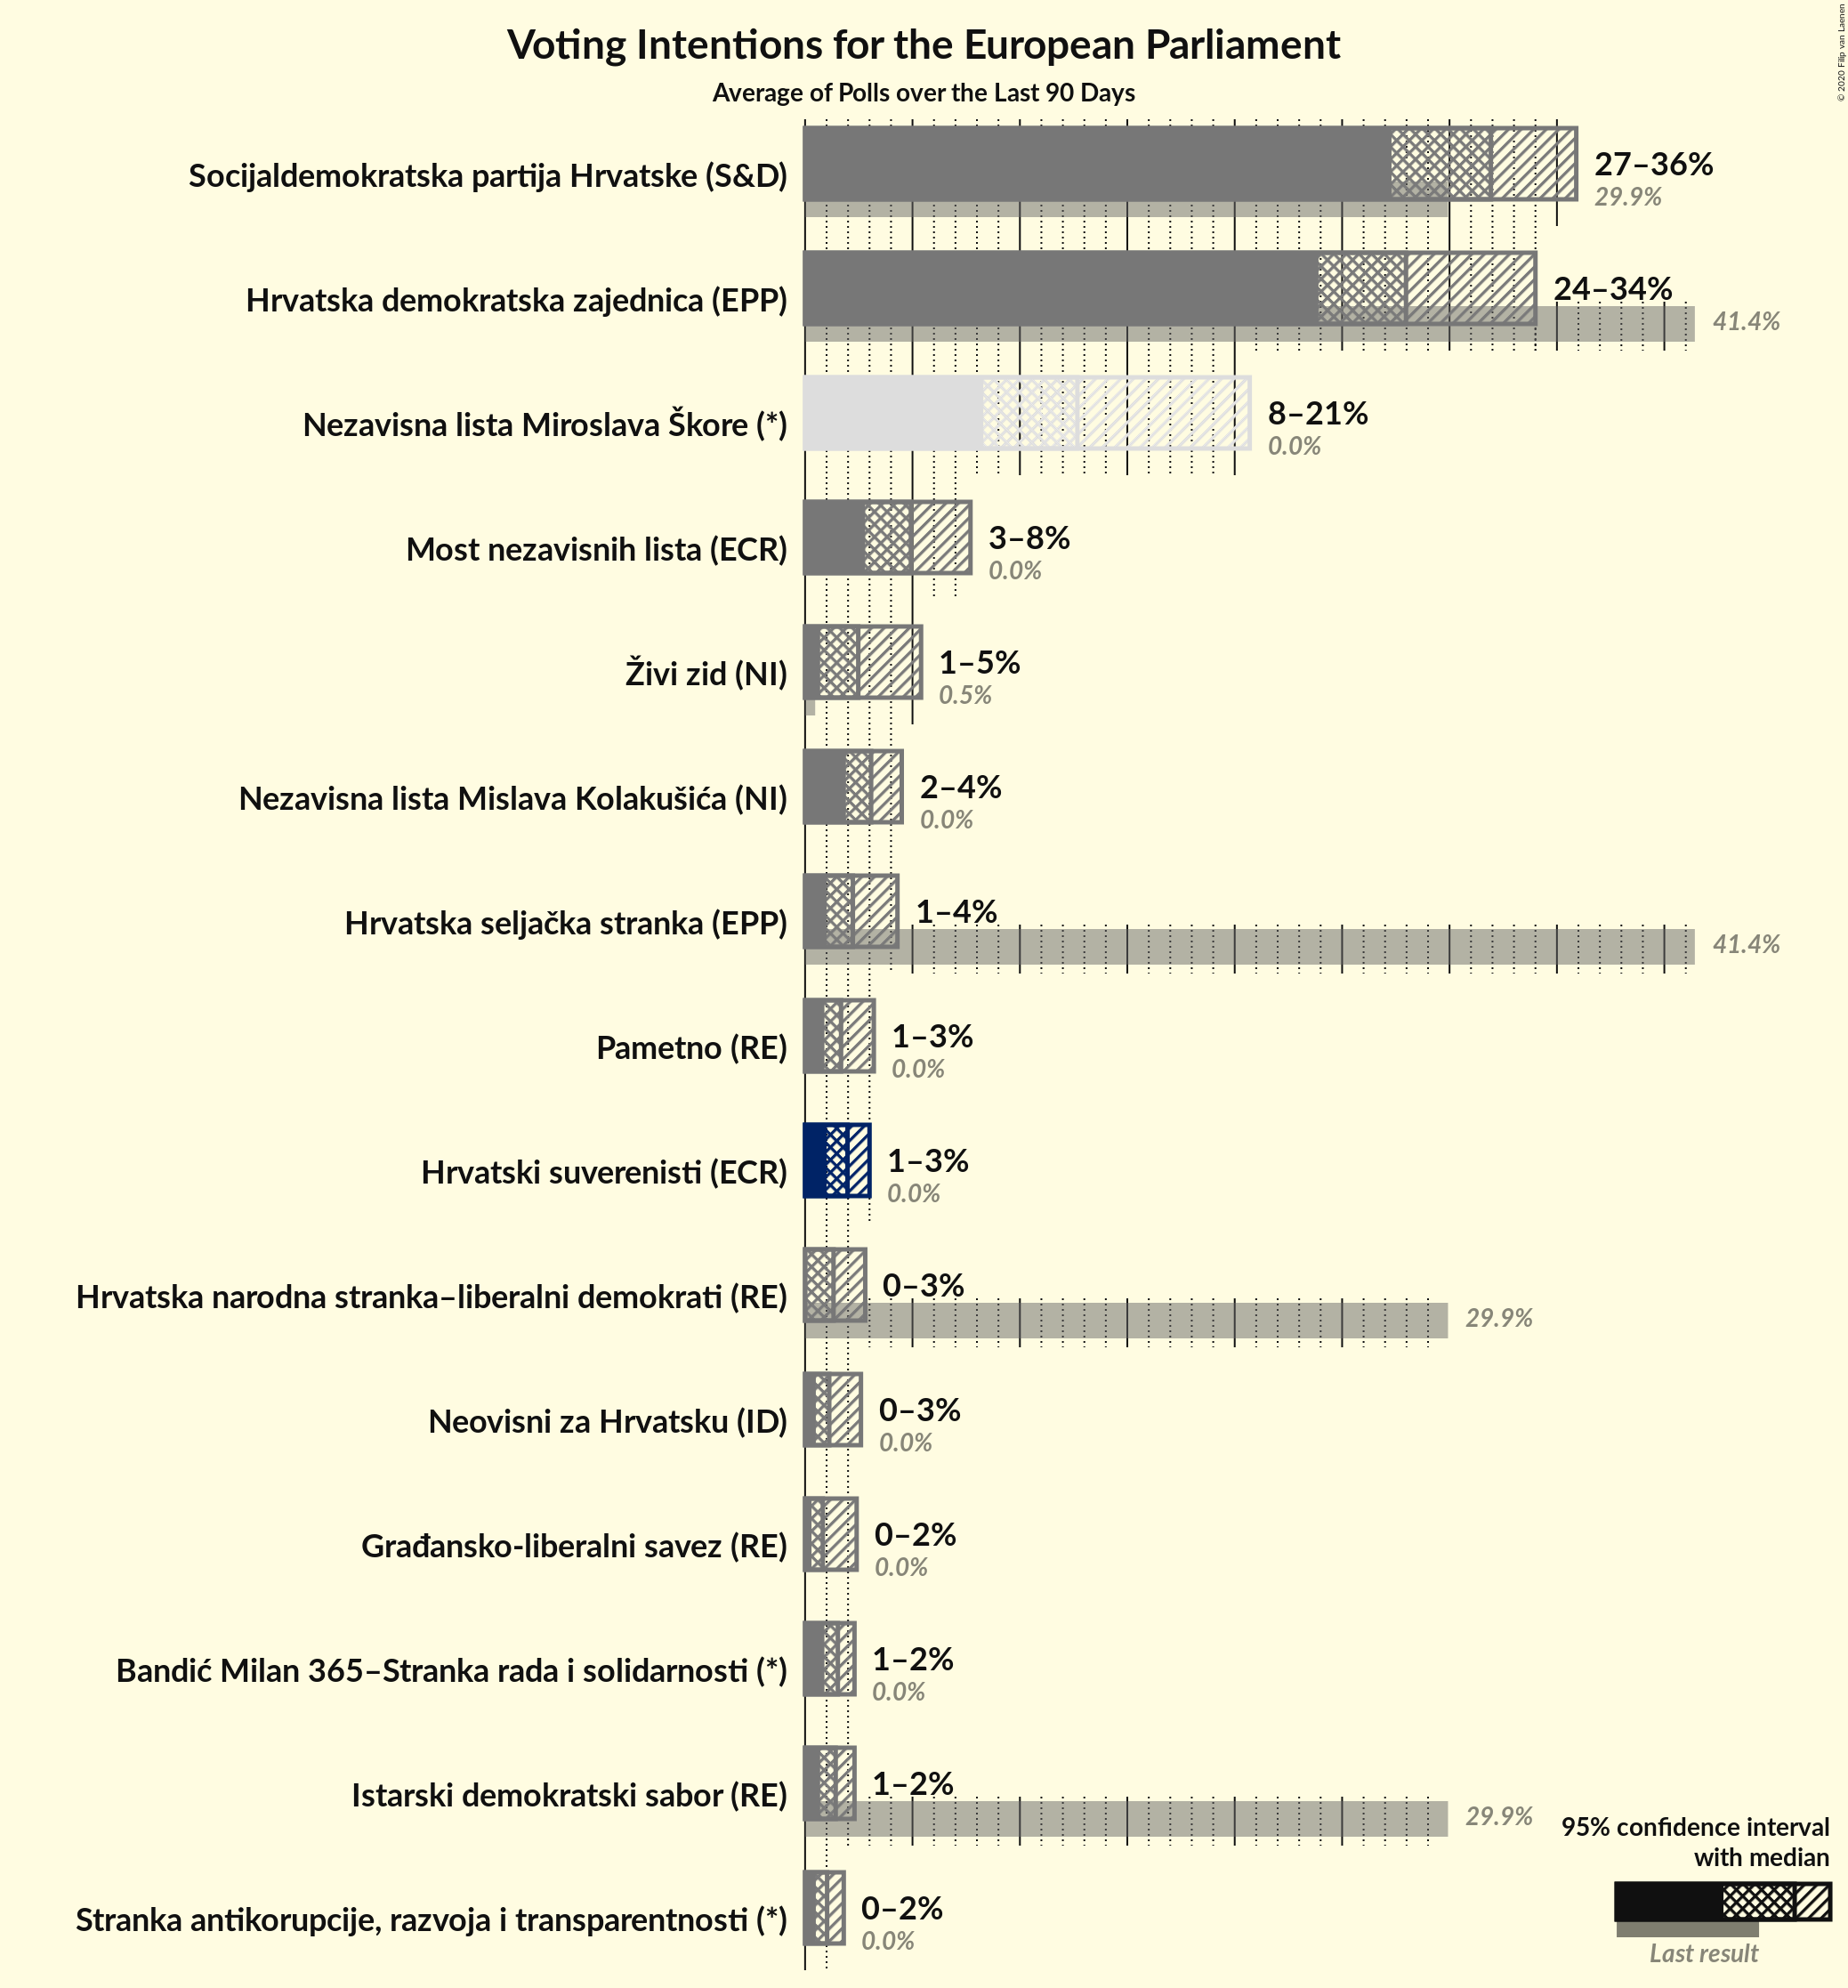 © 2020 Filip van Laenen
Voting Intentions for the European Parliament
Average of Polls over the Last 90 Days
Socijaldemokratska partija Hrvatske (S&D)
27–36%
29.9%
Hrvatska demokratska zajednica (EPP)
24–34%
41.4%
Nezavisna lista Miroslava Škore (*)
8–21%
0.0%
Most nezavisnih lista (ECR)
3–8%
0.0%
Živi zid (NI)
1–5%
0.5%
Nezavisna lista Mislava Kolakušića (NI)
2–4%
0.0%
Hrvatska seljačka stranka (EPP)
1–4%
41.4%
Pametno (RE)
1–3%
0.0%
Hrvatski suverenisti (ECR)
1–3%
0.0%
Hrvatska narodna stranka–liberalni demokrati (RE)
0–3%
29.9%
Neovisni za Hrvatsku (ID)
0–3%
0.0%
Građansko-liberalni savez (RE)
0–2%
0.0%
Bandić Milan 365–Stranka rada i solidarnosti (*)
1–2%
0.0%
Istarski demokratski sabor (RE)
1–2%
29.9%
Stranka antikorupcije, razvoja i transparentnosti (*)
0–2%
0.0%
95% confidence interval
with median
Last result